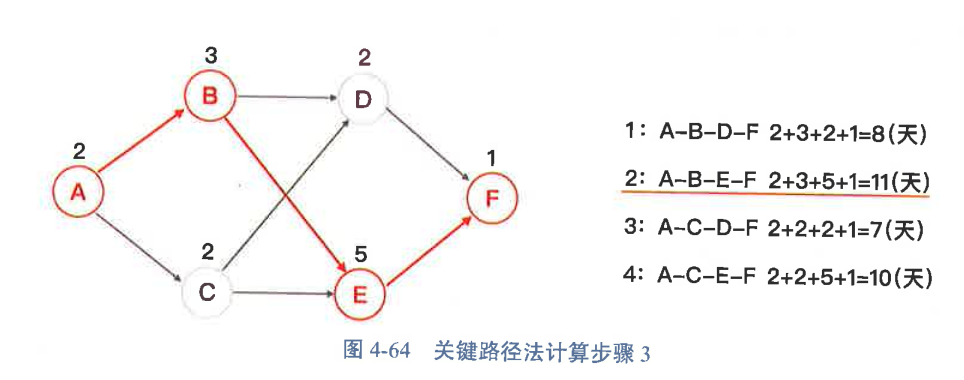 3
2
B
D
2
A
1
F
2
C
5
E
1: A-B-D-F 2+3+2+1=8(天)
2: A-B-E-F 2+3+5+1=11(天)
3: A-C-D-F 2+2+2+1=7(天)
4: A-C-E-F 2+2+5+1=10(天)
图 4-64 关键路径法计算步骤 3